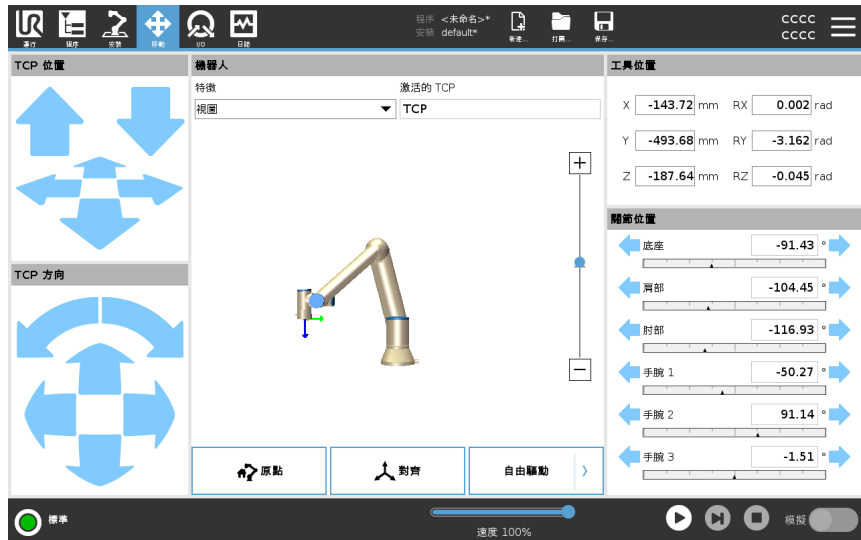 UR
运行
程序
安裝
移動
I/O
日誌
程序 <未命名>*
安裝 default*
新建...
打開...
保存...
cccc
cccc
TCP 位置
機器人
工具位置
特徵
激活的 TCP
視圖
TCP
X -143.72 mm RX 0.002 rad
Y -493.68 mm RY -3.162 rad
Z -187.64 mm RZ -0.045 rad
關節位置
底座 -91.43 °
肩部 -104.45 °
肘部 -116.93 °
手腕 1 -50.27 °
手腕 2 91.14 °
手腕 3 -1.51 °
TCP 方向
原點
對齊
自由驅動
標準
速度 100%
模擬